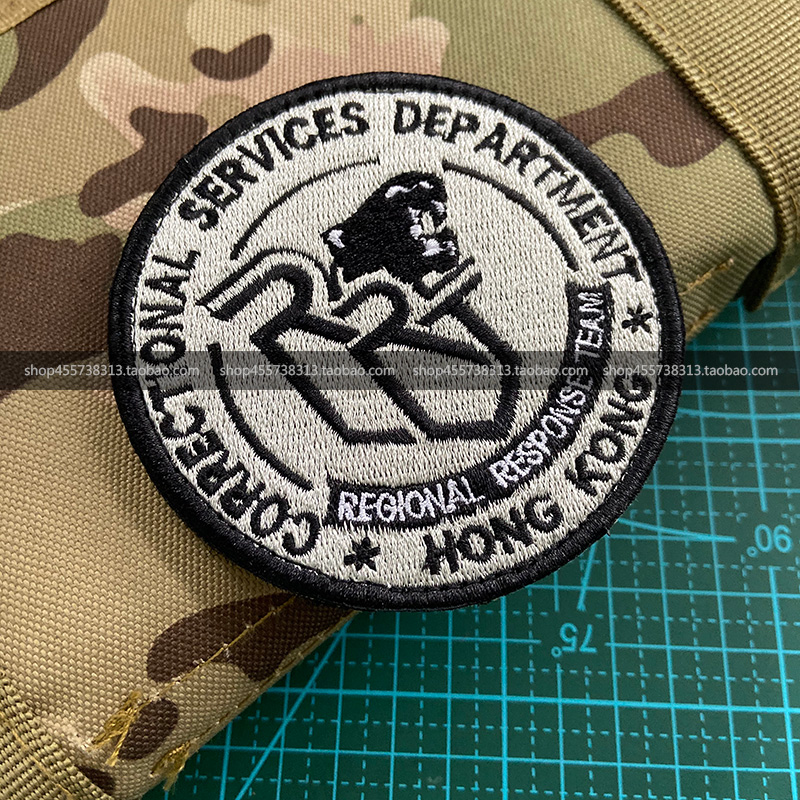 CORRECTIONAL SERVICES DEPARTMENT
RRT
REGIONAL RESPONSE TEAM
* HONG KONG *
shop455738313.taobao.com shop455738313.taobao.com shop455738313.taobao.com shop455738313.taobao.com
90°
75°